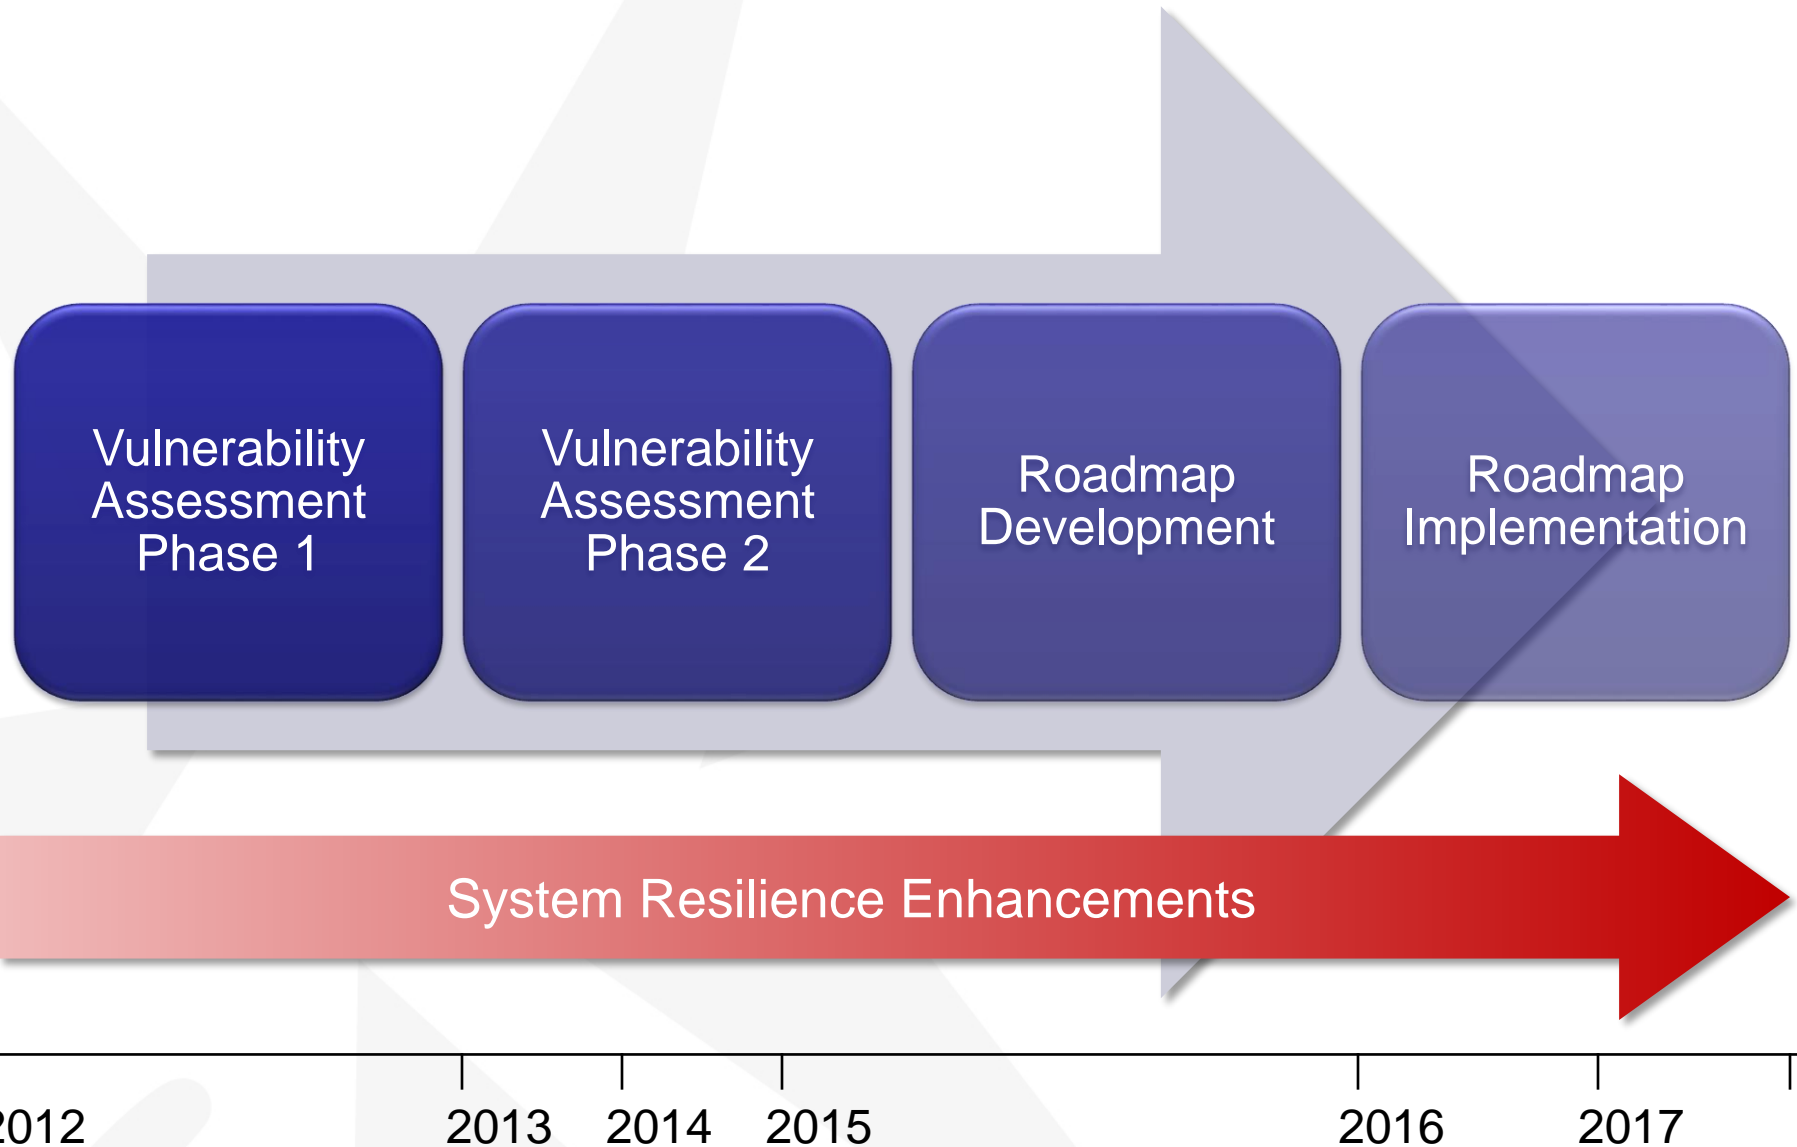 Vulnerability
Assessment
Phase 1
Vulnerability
Assessment
Phase 2
Roadmap
Development
Roadmap
Implementation
System Resilience Enhancements
2012 2013 2014 2015 2016 2017